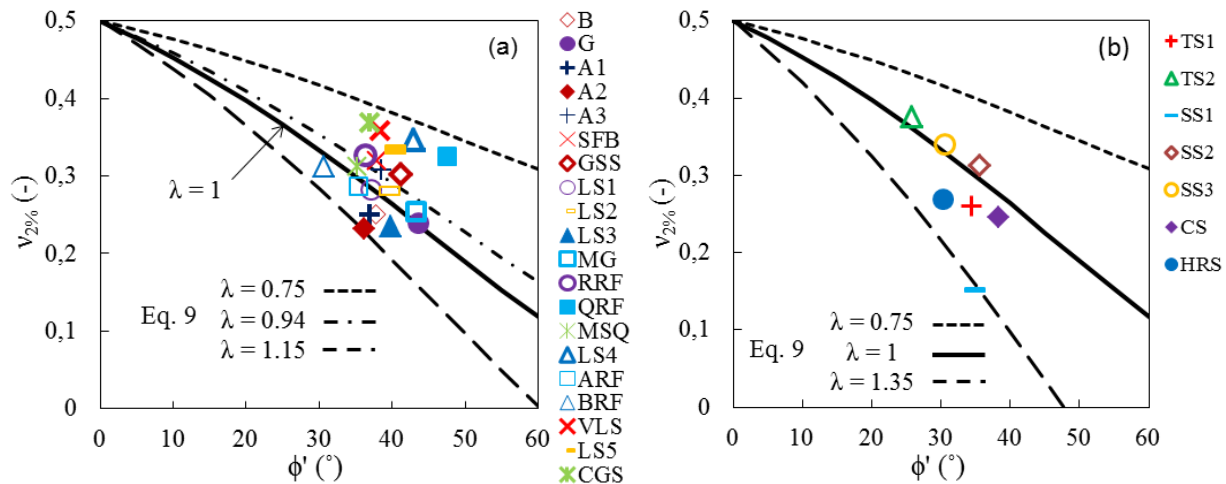 0,5
0,4
0,3
0,2
0,1
0
ν2% (-)
0 10 20 30 40 50 60
ϕ' (°)
(a)
λ = 1
λ = 0.75
Eq. 9 λ = 0.94
λ = 1.15
B
G
A1
A2
A3
SFB
GSS
LS1
LS2
LS3
MG
RRF
QRF
MSQ
LS4
ARF
BRF
VLS
LS5
CGS
0,5
0,4
0,3
0,2
0,1
0
ν2% (-)
0 10 20 30 40 50 60
ϕ' (°)
(b)
λ = 0.75
Eq. 9 λ = 1
λ = 1.35
TS1
TS2
SS1
SS2
SS3
CS
HRS